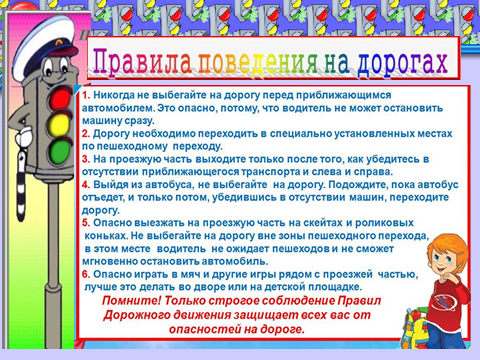 Правила поведения на дорогах
1. Никогда не выбегайте на дорогу перед приближающимся
автомобилем. Это опасно, потому, что водитель не может остановить
машину сразу.
2. Дорогу необходимо переходить в специально установленных местах
по пешеходному переходу.
3. На проезжую часть выходите только после того, как убедитесь в
отсутствии приближающегося транспорта и слева и справа.
4. Выйдя из автобуса, не выбегайте на дорогу. Подождите, пока автобус
отъедет, и только потом, убедившись в отсутствии машин, переходите
дорогу.
5. Опасно выезжать на проезжую часть на скейтах и роликовых
коньках. Не выбегайте на дорогу вне зоны пешеходного перехода,
в этом месте водитель не ожидает пешеходов и не сможет
мгновенно остановить автомобиль.
6. Опасно играть в мяч и другие игры рядом с проезжей частью,
лучше это делать во дворе или на детской площадке.
Помните! Только строгое соблюдение Правил
Дорожного движения защищает всех вас от
опасностей на дороге.